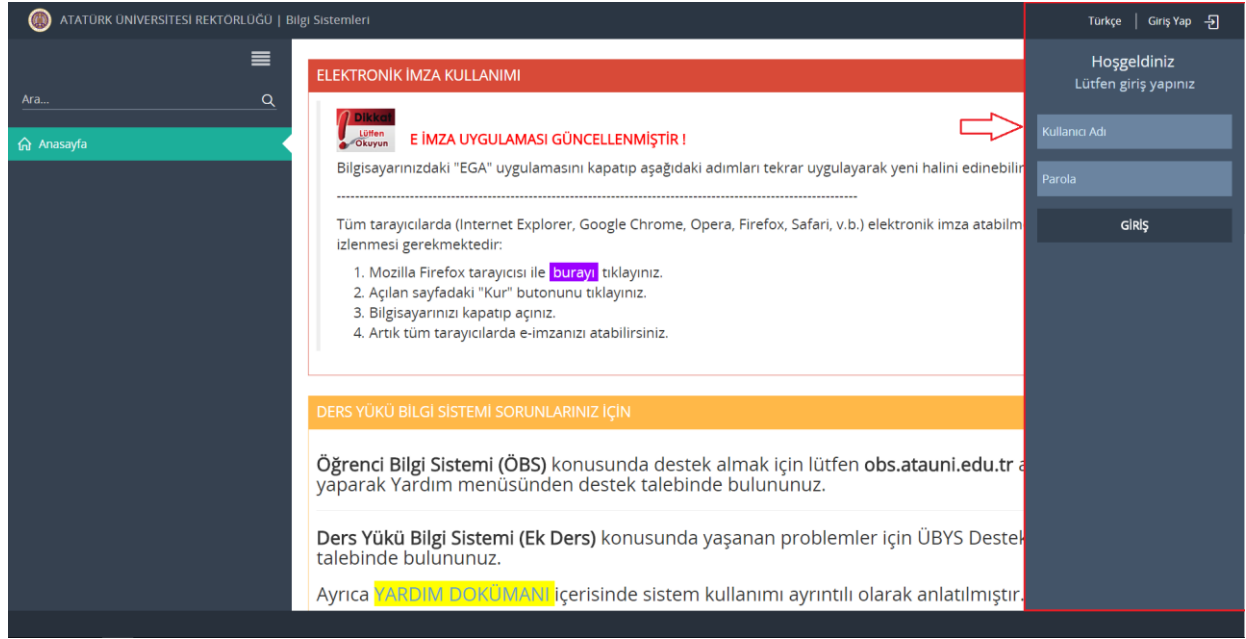 ATATÜRK ÜNİVERSİTESİ REKTÖRLÜĞÜ | Bilgi Sistemleri
Türkçe | Giriş Yap
Ara...
Anasayfa
ELEKTRONİK İMZA KULLANIMI
Dikkat
Lütfen
Okuyun
E İMZA UYGULAMASI GÜNCELLENMİŞTİR !
Bilgisayarınızdaki "EGA" uygulamasını kapatıp aşağıdaki adımları tekrar uygulayarak yeni halini edinebilir
Tüm tarayıcılarda (Internet Explorer, Google Chrome, Opera, Firefox, Safari, v.b.) elektronik imza atabilm
izlenmesi gerekmektedir:
1. Mozilla Firefox tarayıcısı ile burayı tıklayınız.
2. Açılan sayfadaki "Kur" butonunu tıklayınız.
3. Bilgisayarınızı kapatıp açınız.
4. Artık tüm tarayıcılarda e-imzanızı atabilirsiniz.
DERS YÜKÜ BİLGİ SİSTEMİ SORUNLARINIZ İÇİN
Öğrenci Bilgi Sistemi (ÖBS) konusunda destek almak için lütfen obs.atauni.edu.tr a
yaparak Yardım menüsünden destek talebinde bulununuz.
Ders Yükü Bilgi Sistemi (Ek Ders) konusunda yaşanan problemler için ÜBYS Destek
talebinde bulununuz.
Ayrıca YARDIM DOKÜMANI içerisinde sistem kullanımı ayrıntılı olarak anlatılmıştır.
Hoşgeldiniz
Lütfen giriş yapınız
Kullanıcı Adı
Parola
GİRİŞ